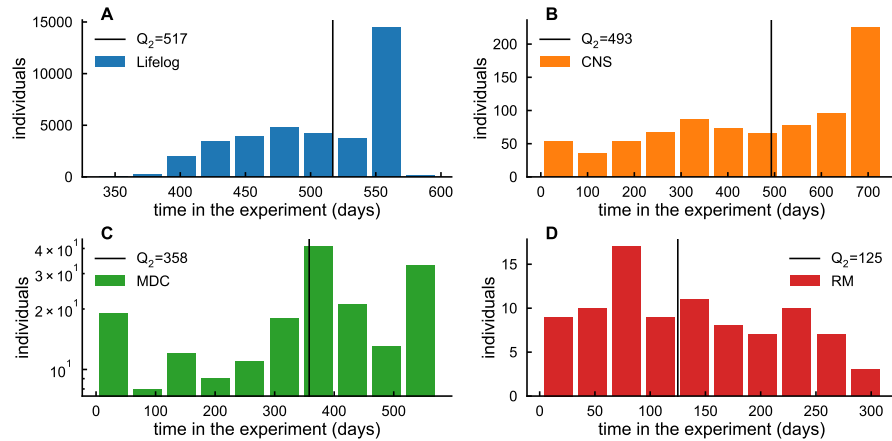 A
individuals
15000
10000
5000
0
Q₂=517
Lifelog
350 400 450 500 550 600
time in the experiment (days)
B
individuals
200
150
100
50
0
Q₂=493
CNS
0 100 200 300 400 500 600 700
time in the experiment (days)
C
individuals
4 × 10¹
3 × 10¹
2 × 10¹
10¹
Q₂=358
MDC
0 100 200 300 400 500
time in the experiment (days)
D
individuals
15
10
5
0
Q₂=125
RM
0 50 100 150 200 250 300
time in the experiment (days)